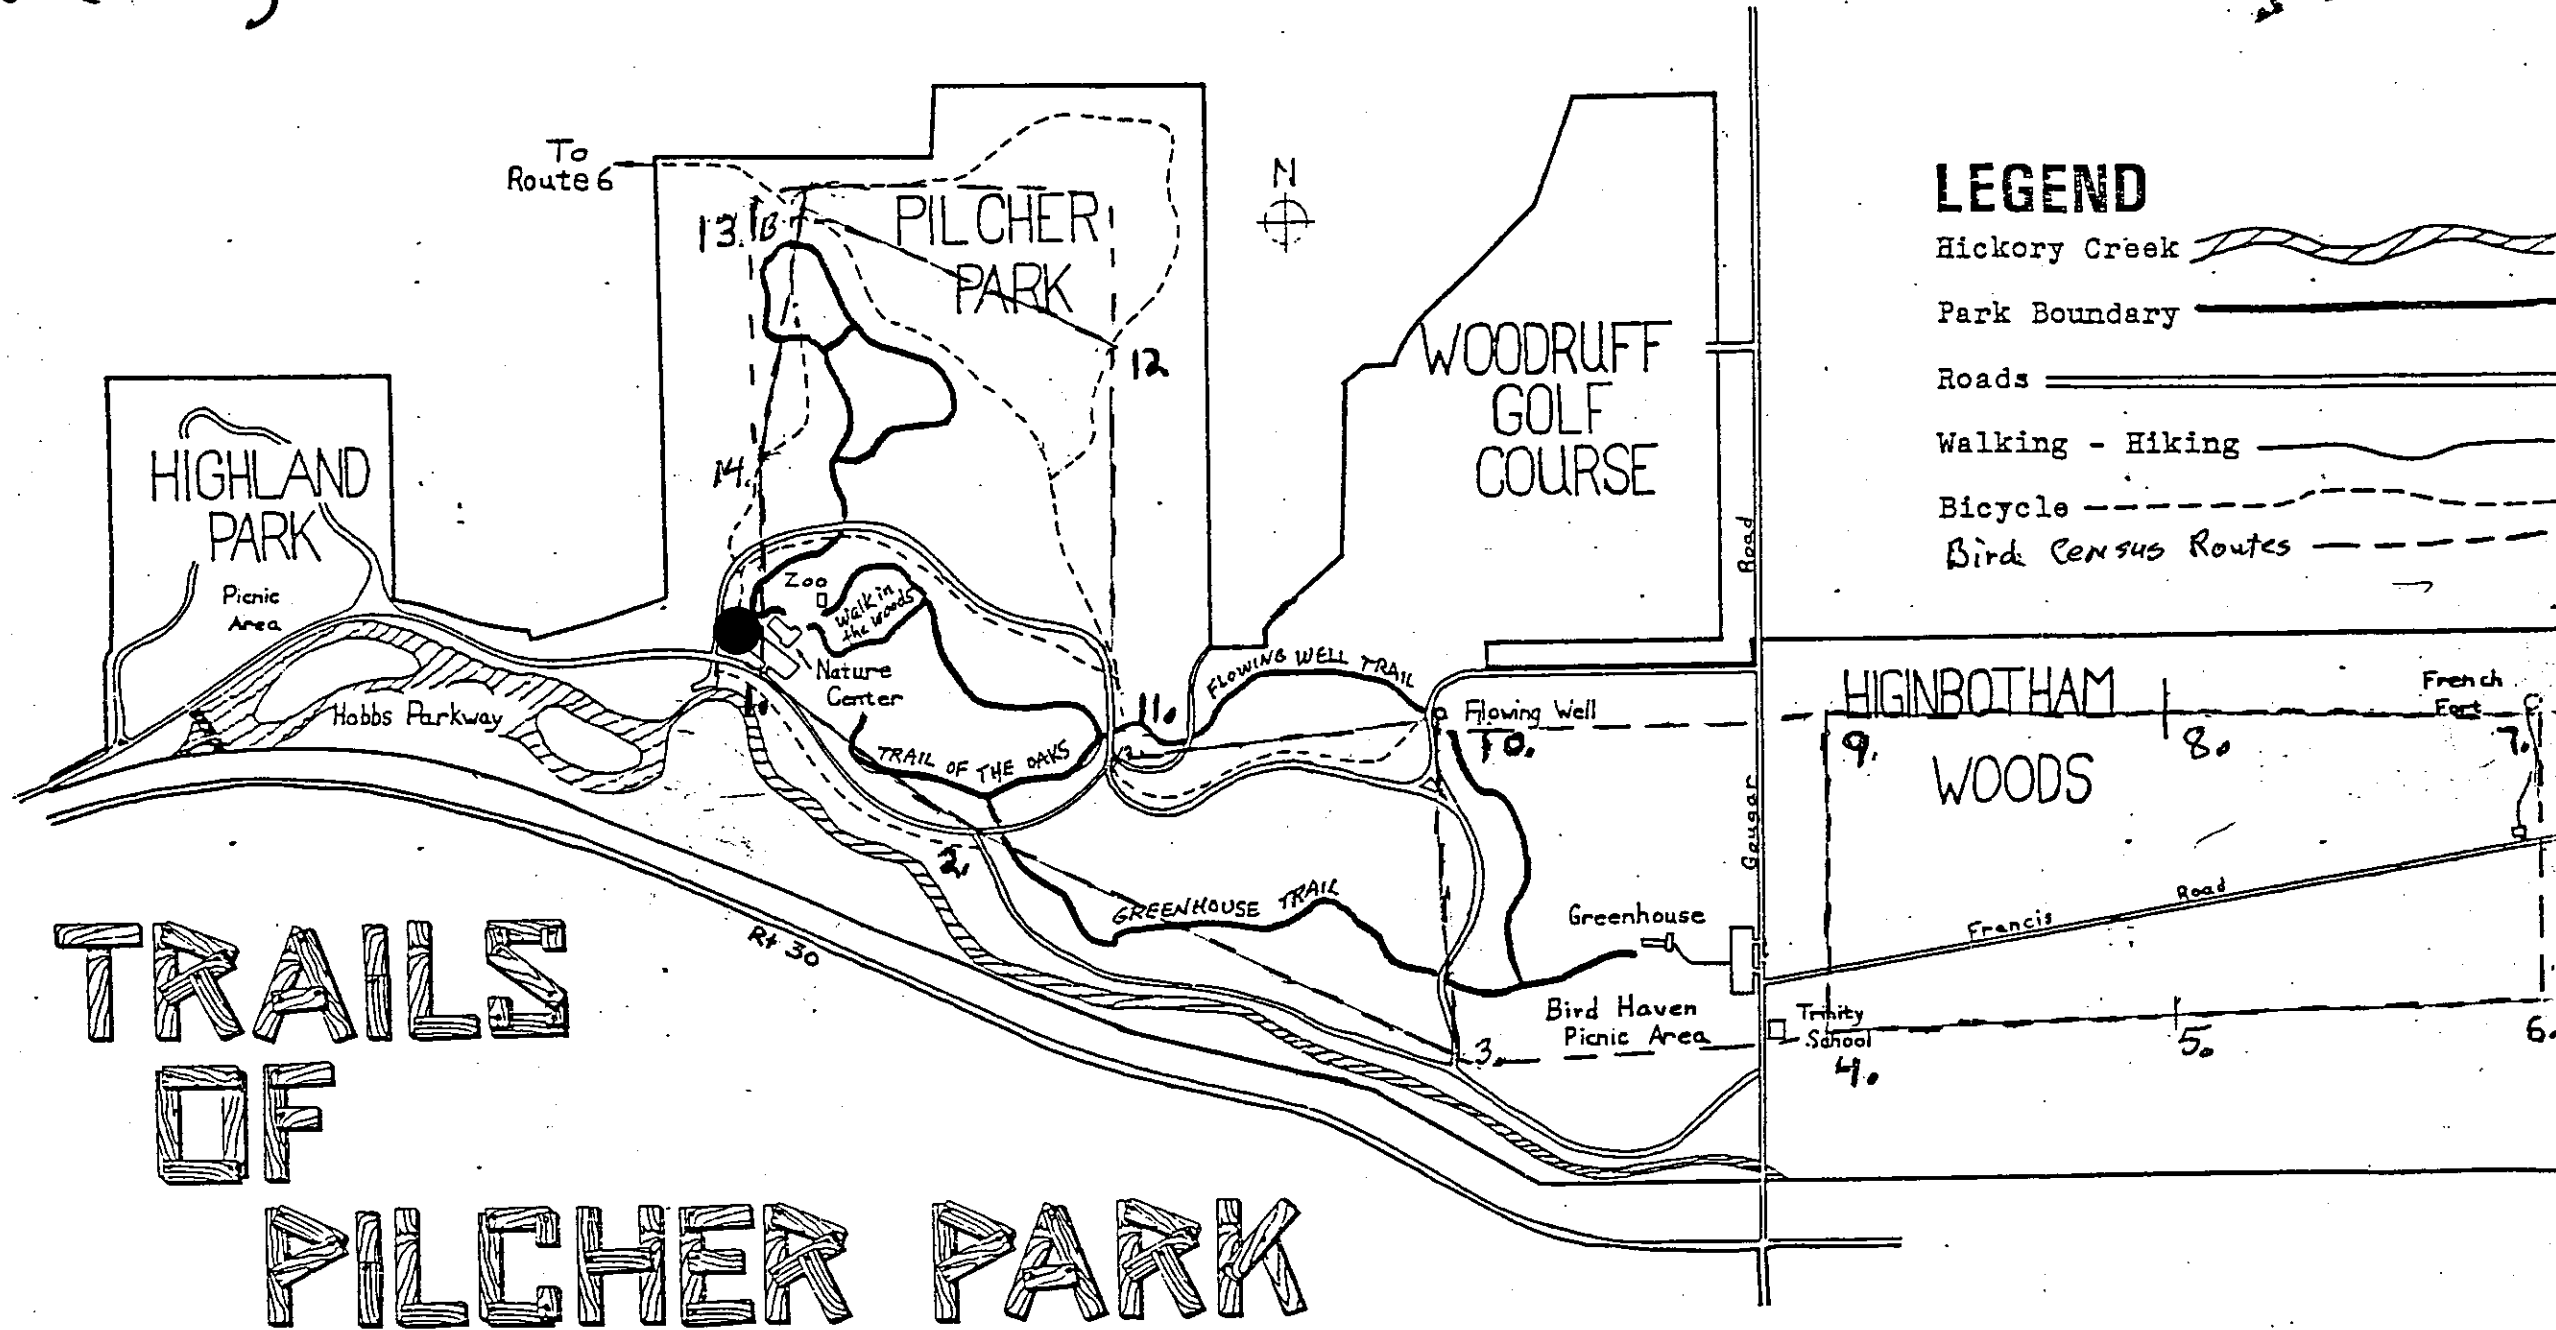 To
Route 6
N
13.
PILCHER
PARK
12
14.
HIGHLAND
PARK
Picnic
Area
WOODRUFF
GOLF
COURSE
Road
LEGEND
Hickory Creek
Park Boundary
Roads
Walking - Hiking
Bicycle
Bird Census Routes
Zoo
Walk in
the woods
Nature
Center
Hobbs Parkway
TRAIL OF THE OAKS
11.
FLOWING WELL TRAIL
Flowing Well
10.
HIGINBOTHAM
WOODS
French
Fort
9.
8.
7.
Gougar
2.
GREENHOUSE TRAIL
Greenhouse
Francis Road
Rt 30
Bird Haven
Picnic Area
3.
Trinity
School
4.
5.
6.
TRAILS
OF
PILCHER PARK